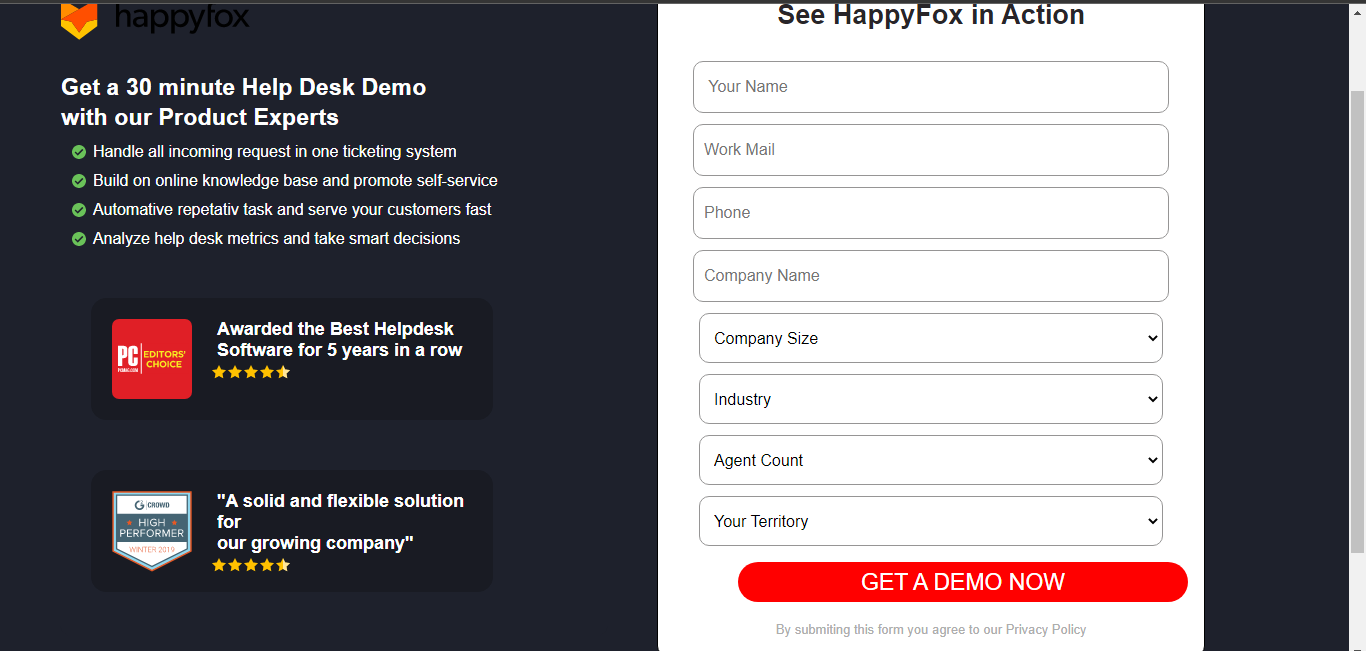 happyfox
Get a 30 minute Help Desk Demo
with our Product Experts
Handle all incoming request in one ticketing system
Build on online knowledge base and promote self-service
Automative repetativ task and serve your customers fast
Analyze help desk metrics and take smart decisions
PC
PCMAG.COM
EDITORS'
CHOICE
Awarded the Best Helpdesk
Software for 5 years in a row
CROWD
HIGH
PERFORMER
WINTER 2019
"A solid and flexible solution
for
our growing company"
See HappyFox in Action
Your Name
Work Mail
Phone
Company Name
Company Size
Industry
Agent Count
Your Territory
GET A DEMO NOW
By submiting this form you agree to our Privacy Policy